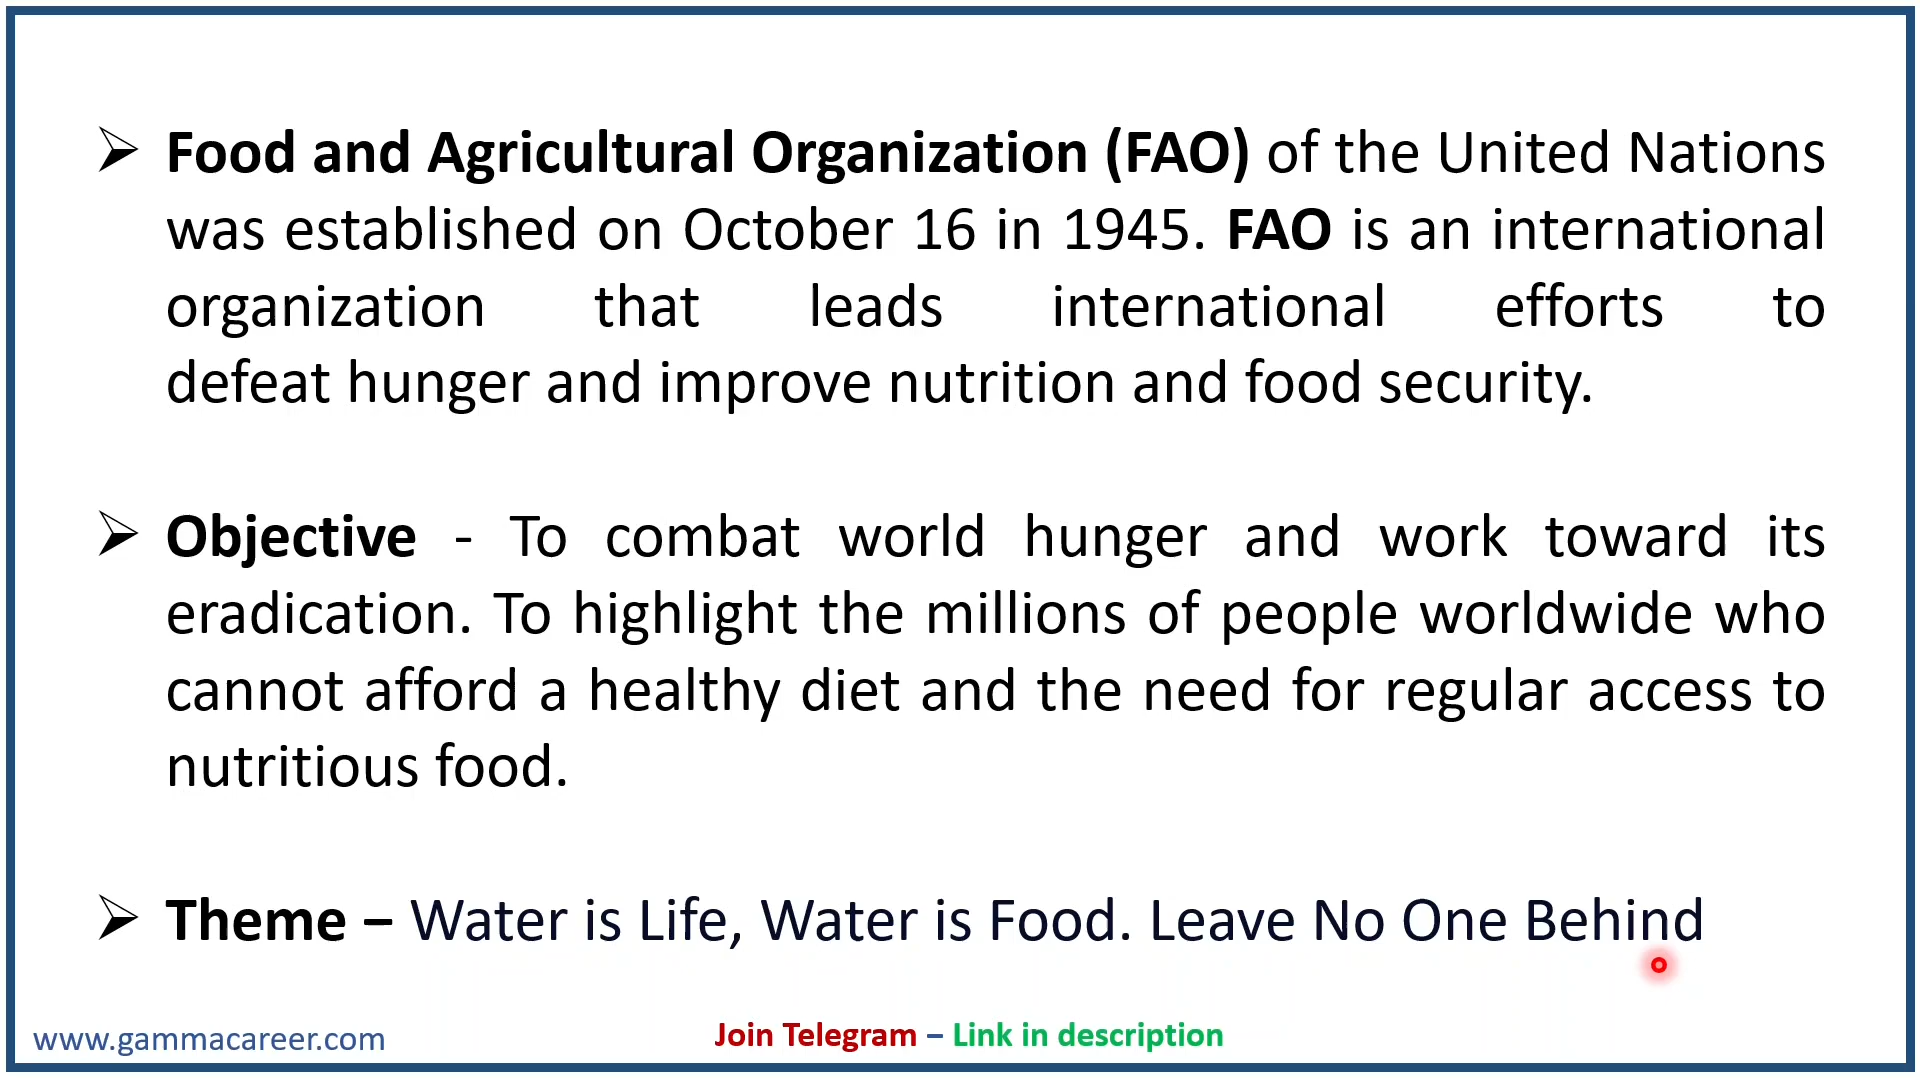 ➢ Food and Agricultural Organization (FAO) of the United Nations
was established on October 16 in 1945. FAO is an international
organization that leads international efforts to
defeat hunger and improve nutrition and food security.
➢ Objective - To combat world hunger and work toward its
eradication. To highlight the millions of people worldwide who
cannot afford a healthy diet and the need for regular access to
nutritious food.
➢ Theme – Water is Life, Water is Food. Leave No One Behind
www.gammacareer.com
Join Telegram – Link in description